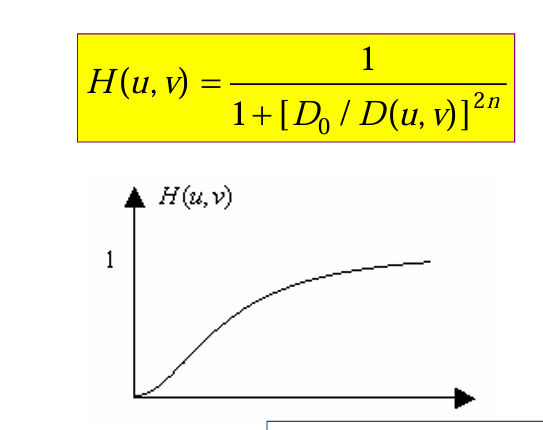 H(u, v) = 1 / 1 + [D₀ / D(u, v)]²ⁿ
H(u,v)
1